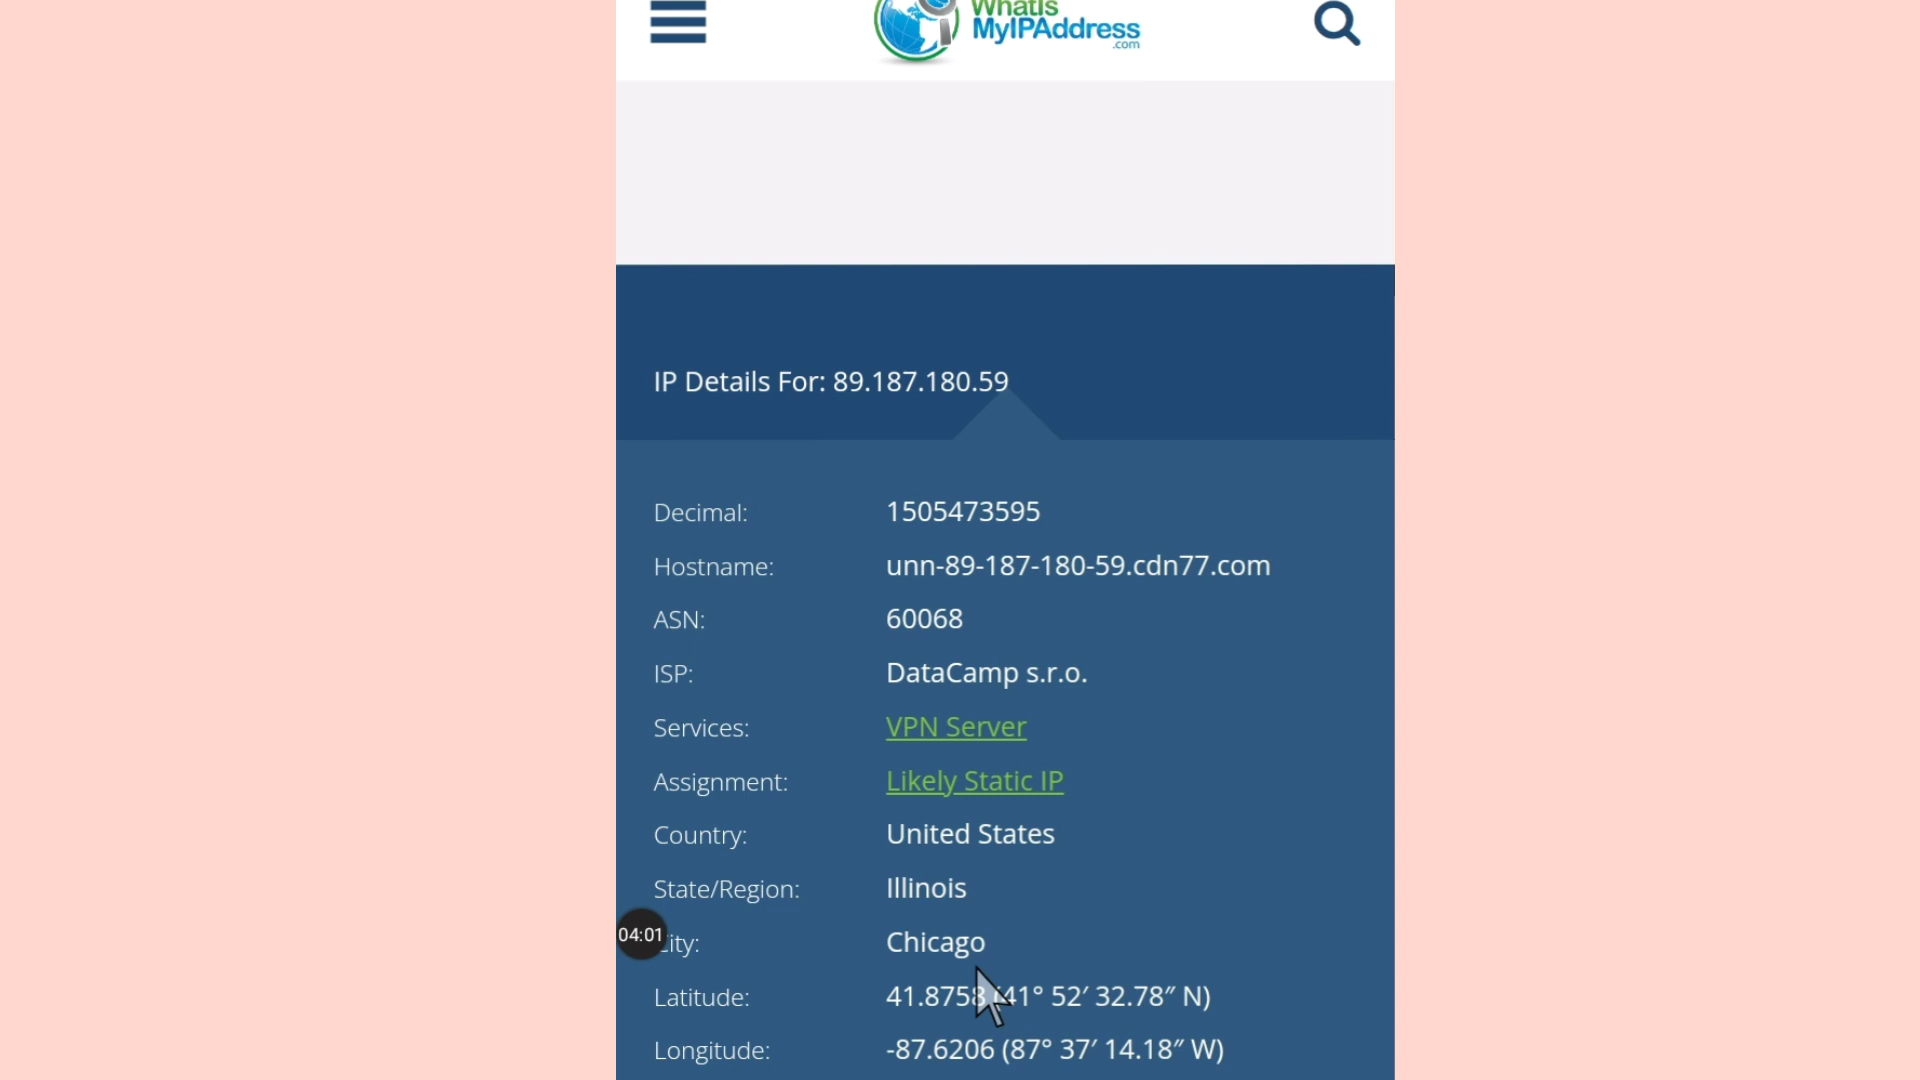 WhatIs
MyIPAddress
.com
IP Details For: 89.187.180.59
Decimal: 1505473595
Hostname: unn-89-187-180-59.cdn77.com
ASN: 60068
ISP: DataCamp s.r.o.
Services: VPN Server
Assignment: Likely Static IP
Country: United States
State/Region: Illinois
04:01
City: Chicago
Latitude: 41.8758 (41° 52′ 32.78″ N)
Longitude: -87.6206 (87° 37′ 14.18″ W)